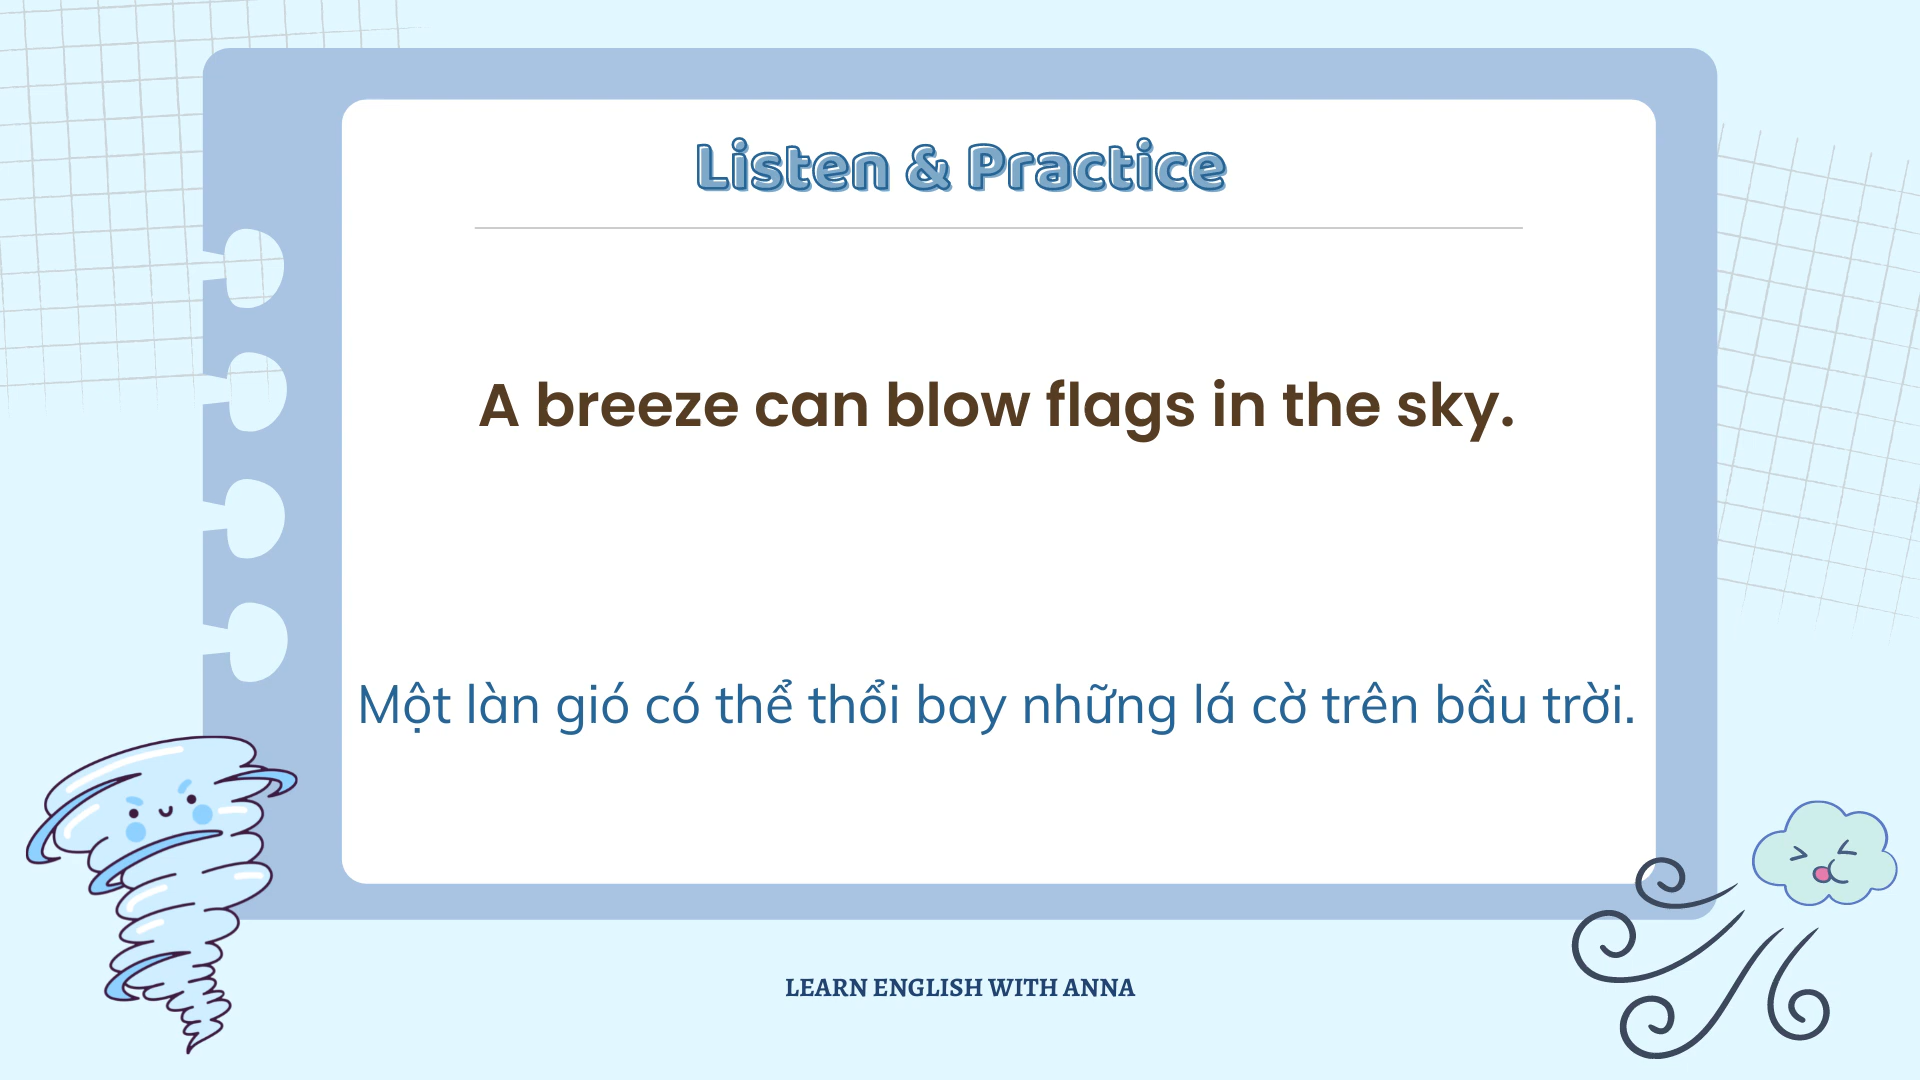 Listen & Practice
A breeze can blow flags in the sky.
Một làn gió có thể thổi bay những lá cờ trên bầu trời.
LEARN ENGLISH WITH ANNA